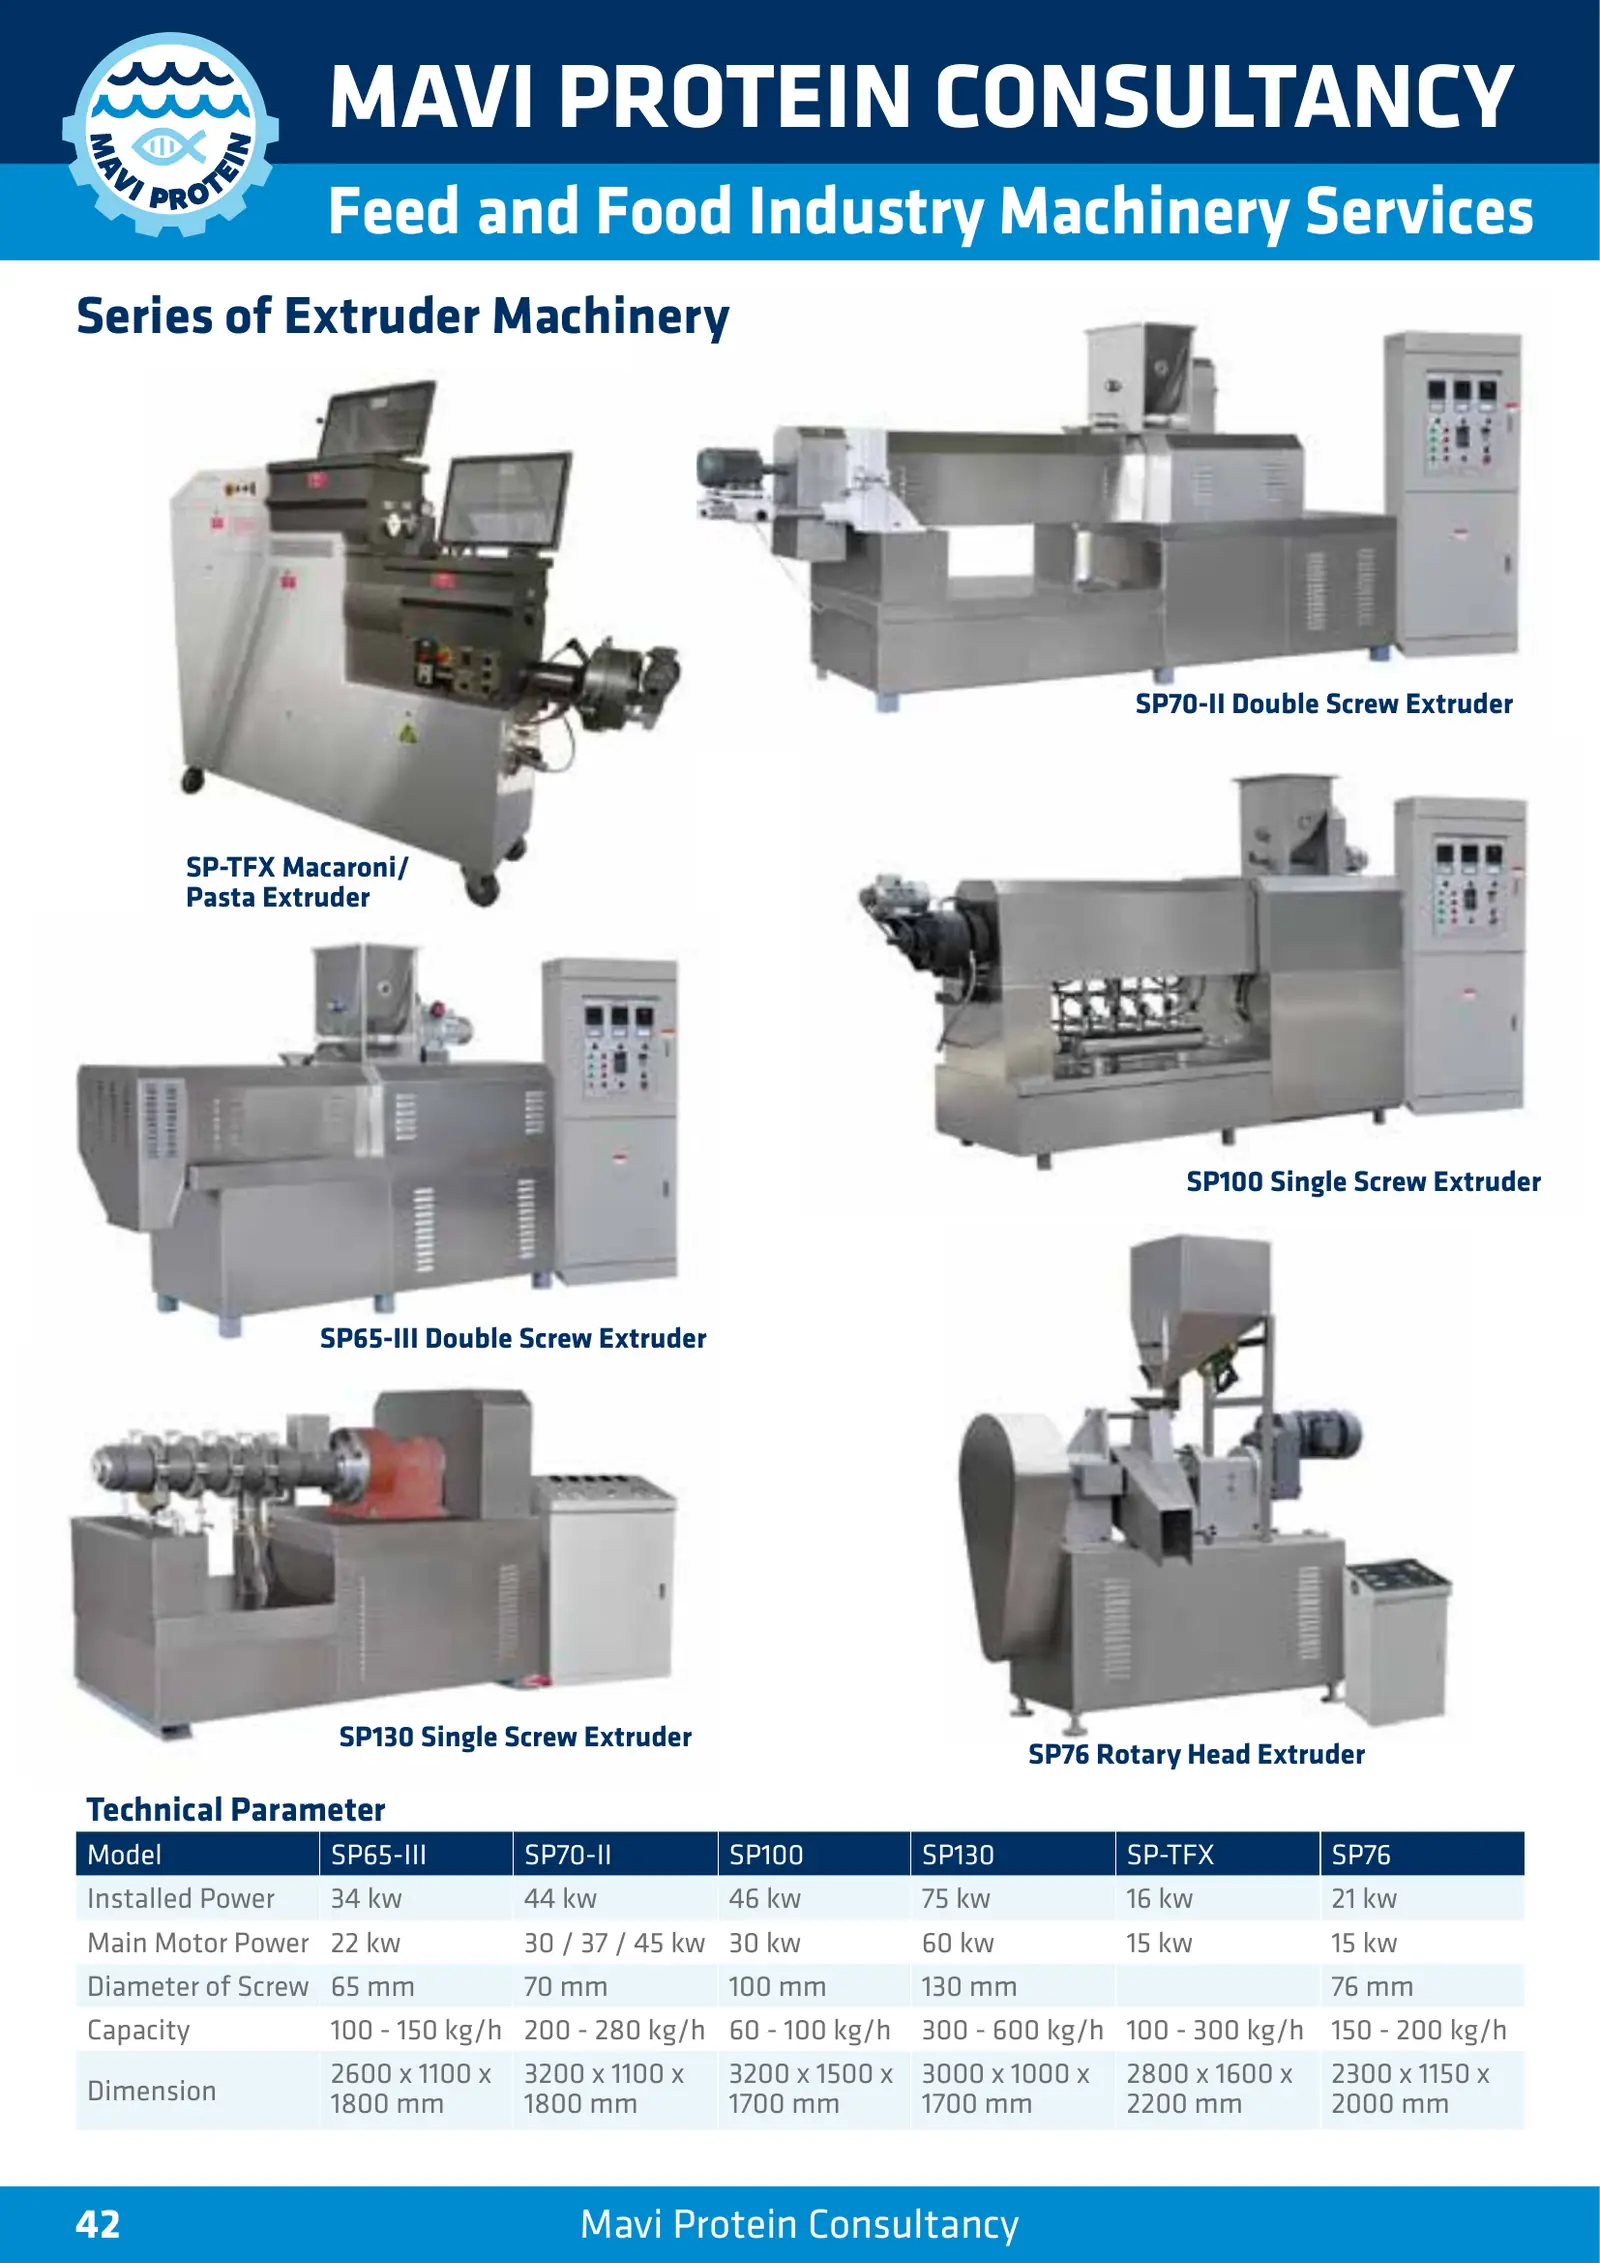 MAVI PROTEIN
MAVI PROTEIN CONSULTANCY
Feed and Food Industry Machinery Services
Series of Extruder Machinery
SP70-II Double Screw Extruder
SP-TFX Macaroni/
Pasta Extruder
SP100 Single Screw Extruder
SP65-III Double Screw Extruder
SP130 Single Screw Extruder
SP76 Rotary Head Extruder
Technical Parameter
Model SP65-III SP70-II SP100 SP130 SP-TFX SP76
Installed Power 34 kw 44 kw 46 kw 75 kw 16 kw 21 kw
Main Motor Power 22 kw 30 / 37 / 45 kw 30 kw 60 kw 15 kw 15 kw
Diameter of Screw 65 mm 70 mm 100 mm 130 mm 76 mm
Capacity 100 - 150 kg/h 200 - 280 kg/h 60 - 100 kg/h 300 - 600 kg/h 100 - 300 kg/h 150 - 200 kg/h
Dimension 2600 x 1100 x 1800 mm 3200 x 1100 x 1800 mm 3200 x 1500 x 1700 mm 3000 x 1000 x 1700 mm 2800 x 1600 x 2200 mm 2300 x 1150 x 2000 mm
42 Mavi Protein Consultancy